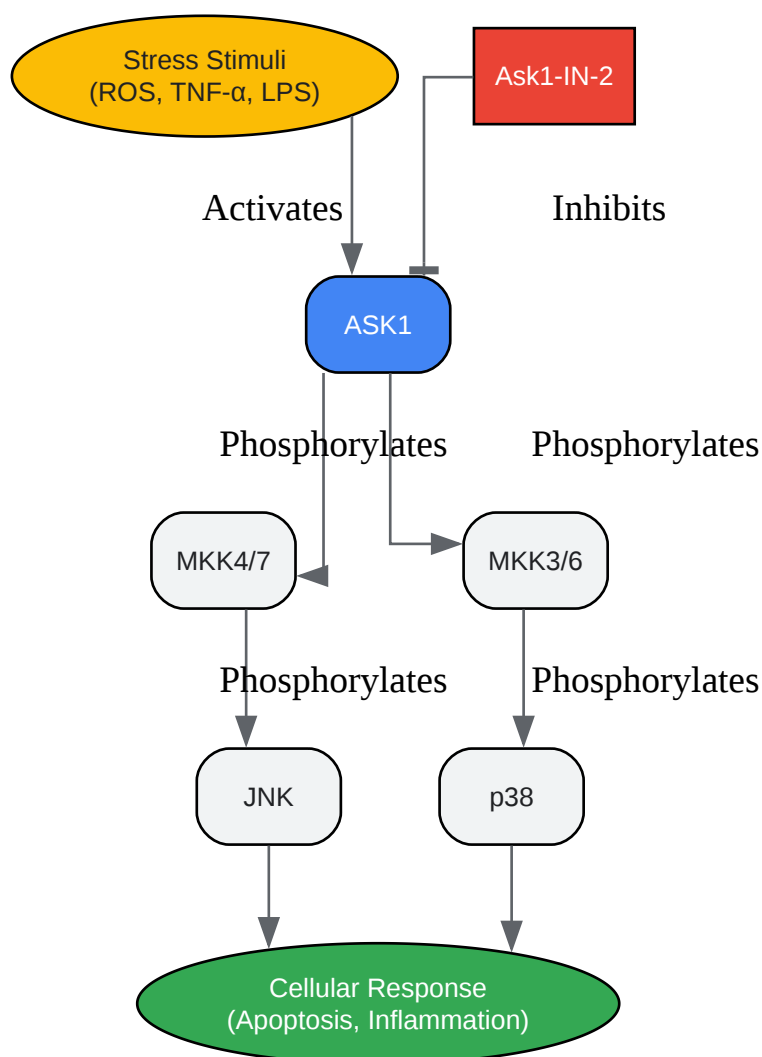 Stress Stimuli
(ROS, TNF-α, LPS)
Ask1-IN-2
Activates
Inhibits
ASK1
Phosphorylates
Phosphorylates
MKK4/7
MKK3/6
Phosphorylates
Phosphorylates
JNK
p38
Cellular Response
(Apoptosis, Inflammation)